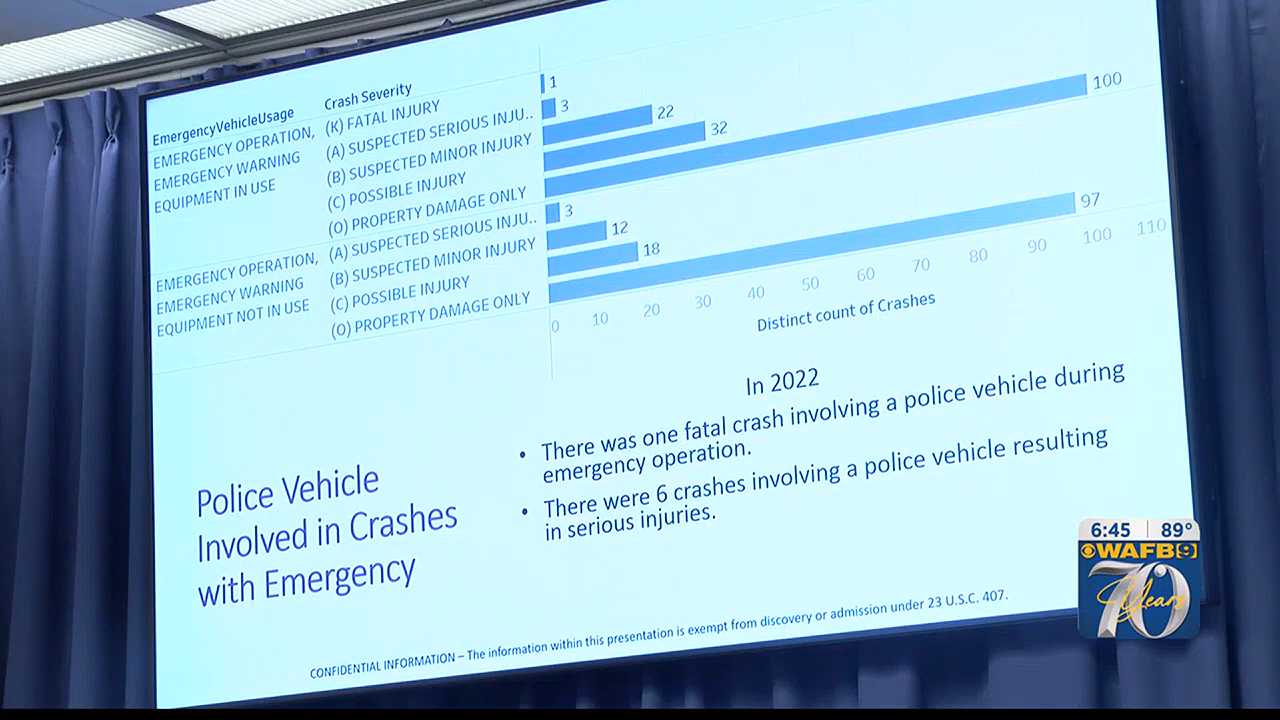 EmergencyVehicleUsage
Crash Severity
EMERGENCY OPERATION,
EMERGENCY WARNING
EQUIPMENT IN USE
(K) FATAL INJURY
1
(A) SUSPECTED SERIOUS INJU..
3
(B) SUSPECTED MINOR INJURY
22
(C) POSSIBLE INJURY
32
(O) PROPERTY DAMAGE ONLY
100
EMERGENCY OPERATION,
EMERGENCY WARNING
EQUIPMENT NOT IN USE
(A) SUSPECTED SERIOUS INJU..
3
(B) SUSPECTED MINOR INJURY
12
(C) POSSIBLE INJURY
18
(O) PROPERTY DAMAGE ONLY
97
0 10 20 30 40 50 60 70 80 90 100 110
Distinct count of Crashes
In 2022
• There was one fatal crash involving a police vehicle during
emergency operation.
• There were 6 crashes involving a police vehicle resulting
in serious injuries.
Police Vehicle
Involved in Crashes
with Emergency
CONFIDENTIAL INFORMATION – The information within this presentation is exempt from discovery or admission under 23 U.S.C. 407.
6:45 89°
WAFB 9
70
Years